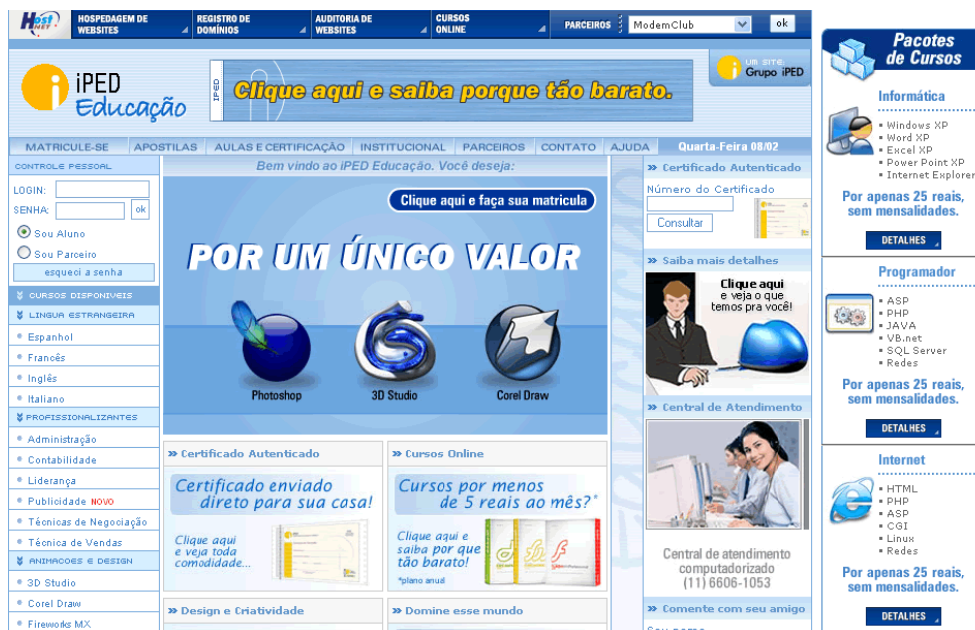 Host
NET
HOSPEDAGEM DE
WEBSITES
REGISTRO DE
DOMÍNIOS
AUDITORIA DE
WEBSITES
CURSOS
ONLINE
PARCEIROS
ModemClub
ok
iPED
Educação
IPED
Clique aqui e saiba porque tão barato.
UM SITE:
Grupo iPED
MATRICULE-SE
APOSTILAS
AULAS E CERTIFICAÇÃO
INSTITUCIONAL
PARCEIROS
CONTATO
AJUDA
Quarta-Feira 08/02
CONTROLE PESSOAL
LOGIN:
SENHA:
ok
Sou Aluno
Sou Parceiro
esqueci a senha
CURSOS DISPONIVEIS
LINGUA ESTRANGEIRA
Espanhol
Francês
Inglês
Italiano
PROFISSIONALIZANTES
Administração
Contabilidade
Liderança
Publicidade NOVO
Técnicas de Negociação
Técnica de Vendas
ANIMACOES E DESIGN
3D Studio
Corel Draw
Fireworks MX
Bem vindo ao iPED Educação. Você deseja:
Clique aqui e faça sua matricula
POR UM ÚNICO VALOR
Photoshop
3D Studio
Corel Draw
» Certificado Autenticado
Certificado enviado
direto para sua casa!
Clique aqui
e veja toda
comodidade...
» Cursos Online
Cursos por menos
de 5 reais ao mês?*
Clique aqui e
saiba por que
tão barato!
*plano anual
» Design e Criatividade
» Domine esse mundo
» Certificado Autenticado
Número do Certificado
Consultar
» Saiba mais detalhes
Clique aqui
e veja o que
temos pra você!
» Central de Atendimento
Central de atendimento
computadorizado
(11) 6606-1053
» Comente com seu amigo
Seu nome
Pacotes
de Cursos
Informática
Windows XP
Word XP
Excel XP
Power Point XP
Internet Explorer
Por apenas 25 reais,
sem mensalidades.
DETALHES
Programador
ASP
PHP
JAVA
VB.net
SQL Server
Redes
Por apenas 25 reais,
sem mensalidades.
DETALHES
Internet
HTML
PHP
ASP
CGI
Linux
Redes
Por apenas 25 reais,
sem mensalidades.
DETALHES